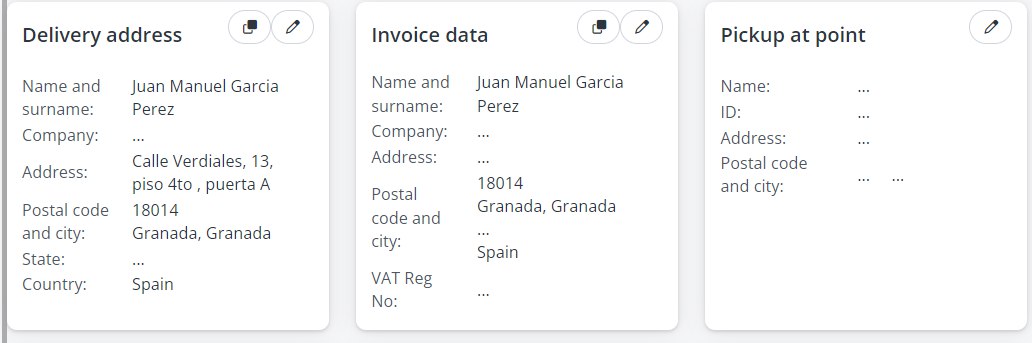 Delivery address
Name and Juan Manuel Garcia
surname: Perez
Company: ...
Address: Calle Verdiales, 13,
piso 4to , puerta A
Postal code 18014
and city: Granada, Granada
State: ...
Country: Spain
Invoice data
Name and Juan Manuel Garcia
surname: Perez
Company: ...
Address: ...
Postal 18014
code and Granada, Granada
city: ...
Spain
VAT Reg
No: ...
Pickup at point
Name: ...
ID: ...
Address: ...
Postal code
and city: ... ...